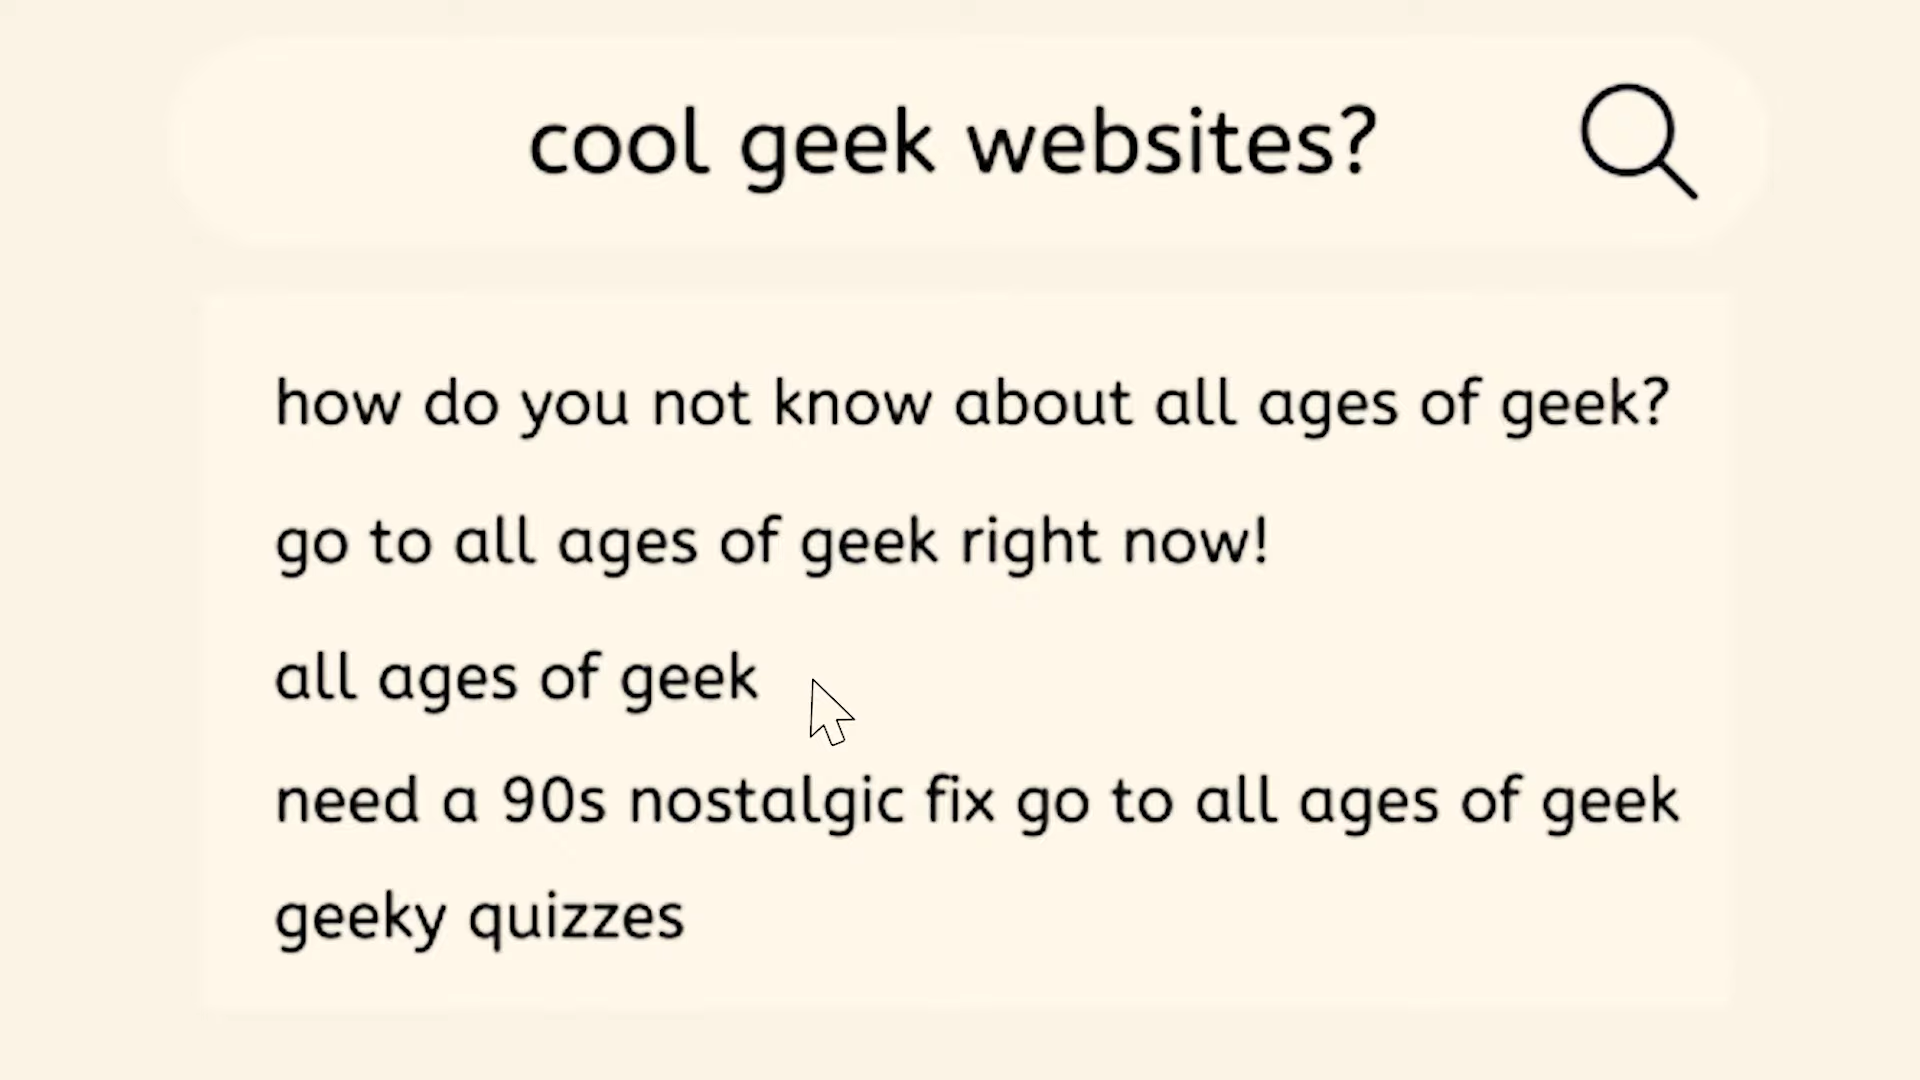 cool geek websites?
how do you not know about all ages of geek?
go to all ages of geek right now!
all ages of geek
need a 90s nostalgic fix go to all ages of geek
geeky quizzes